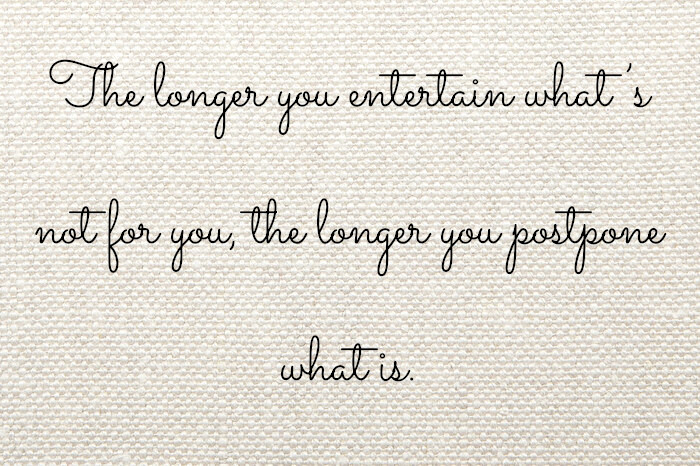 The longer you entertain what's
not for you, the longer you postpone
what is.